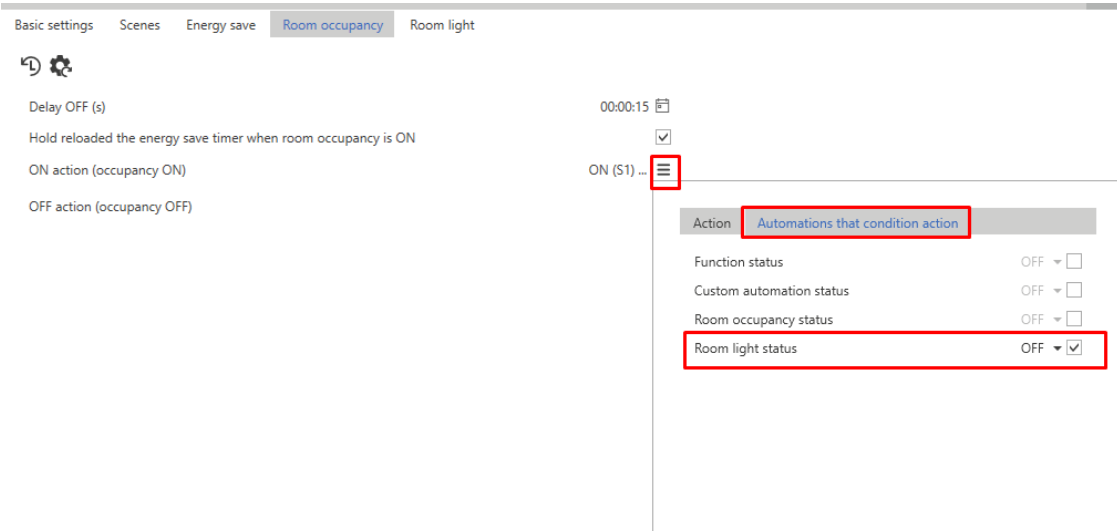 Basic settings Scenes Energy save Room occupancy Room light
Delay OFF (s) 00:00:15
Hold reloaded the energy save timer when room occupancy is ON
ON action (occupancy ON) ON (S1) ...
OFF action (occupancy OFF)
Action Automations that condition action
Function status OFF
Custom automation status OFF
Room occupancy status OFF
Room light status OFF